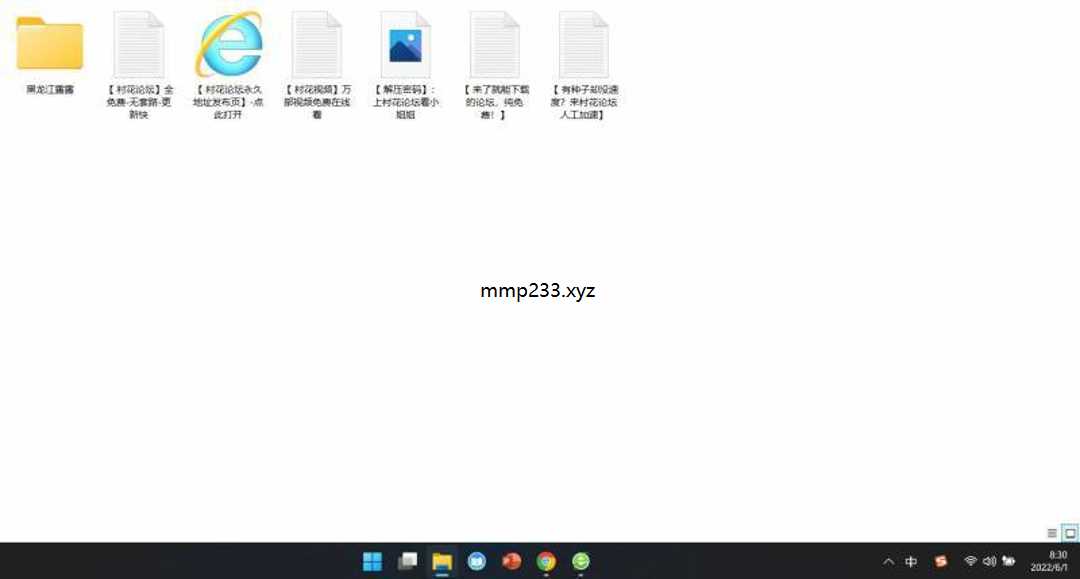 黑龙江露露
【 村花论坛】全
免费-无套路-更
新快
【 村花论坛永久
地址发布页】-点
此打开
【 村花视频】万
部视频免费在线
看
【 解压密码】:
上村花论坛看小
姐姐
【 来了就能下载
的论坛，纯免
费！】
【 有种子却没速
度？来村花论坛
人工加速】
mmp233.xyz
中
8:30
2022/6/1